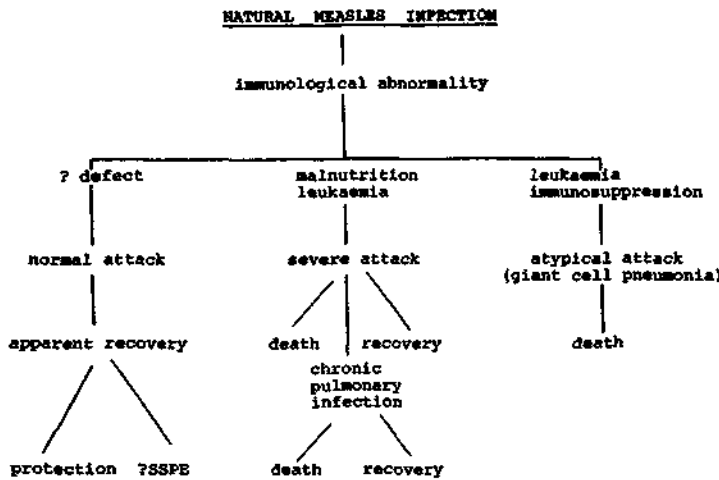 NATURAL MEASLES INFECTION
immunological abnormality
? defect
malnutrition
leukaemia
leukaemia
immunosuppression
normal attack
severe attack
atypical attack
(giant cell pneumonia)
apparent recovery
death
recovery
death
chronic
pulmonary
infection
protection
?SSPE
death
recovery